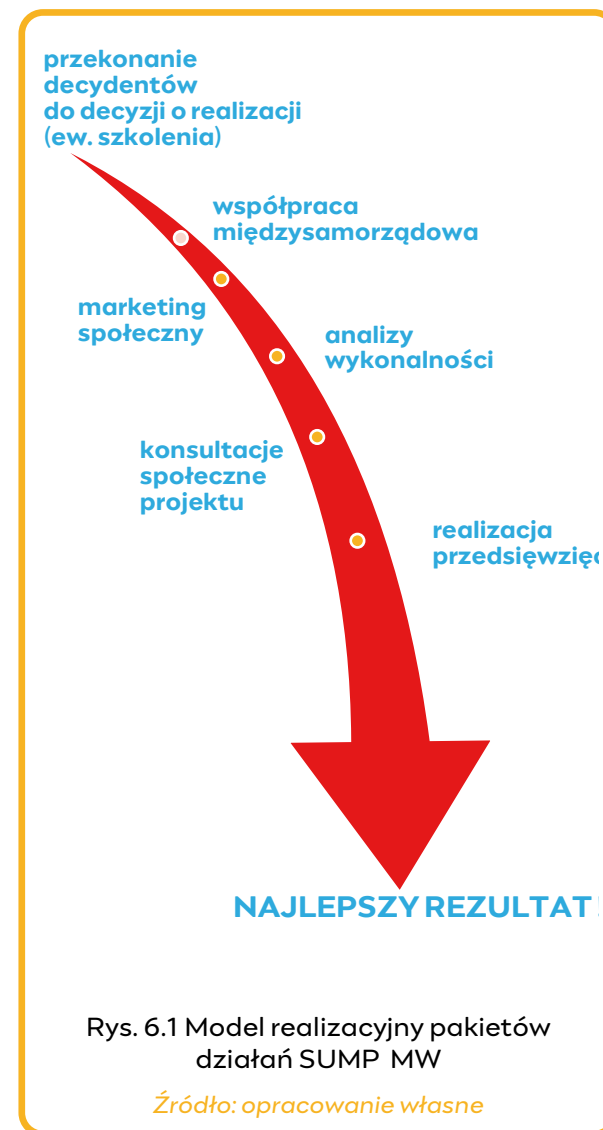 przekonanie
decydentów
do decyzji o realizacji
(ew. szkolenia)
współpraca
międzysamorządowa
marketing
społeczny
analizy
wykonalności
konsultacje
społeczne
projektu
realizacja
NAJLEPSZY REZULTAT!
Rys. 6.1 Model realizacyjny pakietów
działań SUMP MW
Źródło: opracowanie własne